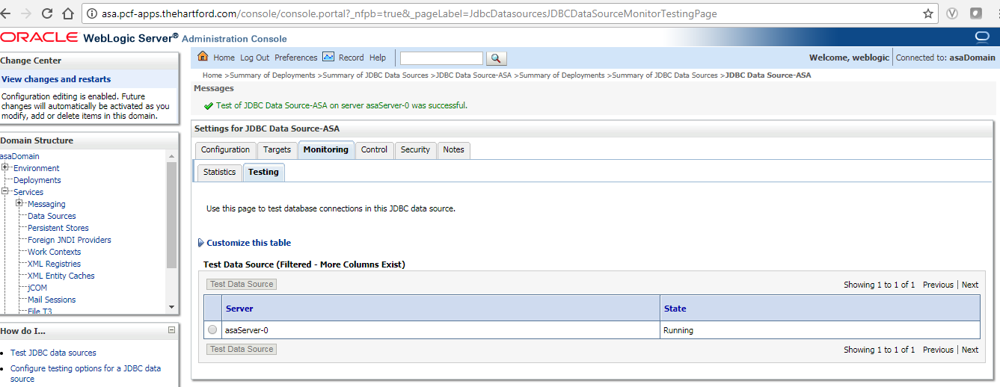 asa.pcf-apps.thehartford.com/console/console.portal?_nfpb=true&_pageLabel=JdbcDatasourcesJDBCDataSourceMonitorTestingPage
ORACLE WebLogic Server® Administration Console
Change Center
View changes and restarts
Configuration editing is enabled. Future
changes will automatically be activated as you
modify, add or delete items in this domain.
Domain Structure
asaDomain
Environment
Deployments
Services
Messaging
Data Sources
Persistent Stores
Foreign JNDI Providers
Work Contexts
XML Registries
XML Entity Caches
jCOM
Mail Sessions
File T3
How do I...
Test JDBC data sources
Configure testing options for a JDBC data
source
Home Log Out Preferences Record Help
Welcome, weblogic Connected to: asaDomain
Home >Summary of Deployments >Summary of JDBC Data Sources >JDBC Data Source-ASA >Summary of Deployments >Summary of JDBC Data Sources >JDBC Data Source-ASA
Messages
Test of JDBC Data Source-ASA on server asaServer-0 was successful.
Settings for JDBC Data Source-ASA
Configuration Targets Monitoring Control Security Notes
Statistics Testing
Use this page to test database connections in this JDBC data source.
Customize this table
Test Data Source (Filtered - More Columns Exist)
Test Data Source Showing 1 to 1 of 1 Previous | Next
Server State
asaServer-0 Running
Test Data Source Showing 1 to 1 of 1 Previous | Next